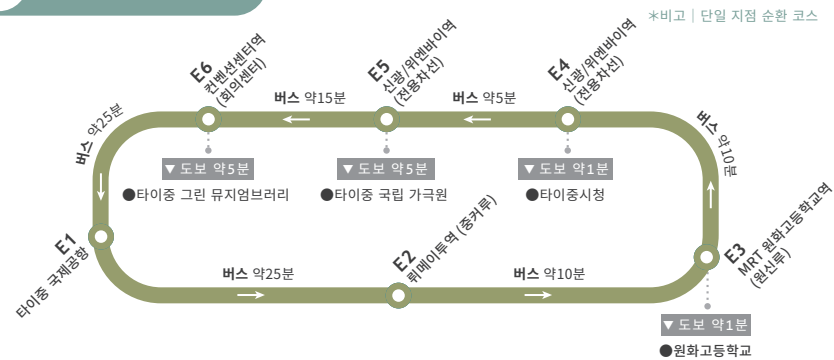 *비고│단일 지점 순환 코스
E6
컨벤션센터역
(회의센터)
버스 약15분
E5
신광/위엔바이역
(전용차선)
버스 약5분
E4
신광/위엔바이역
(전용차선)
버스 약25분
버스 약10분
▼ 도보 약5분
●타이중 그린 뮤지엄브러리
▼ 도보 약5분
●타이중 국립 가극원
▼ 도보 약1분
●타이중시청
E1
타이중 국제공항
버스 약25분
E2
뤼메이투역 (중커루)
버스 약10분
E3
MRT 원화고등학교역
(원신루)
▼ 도보 약1분
●원화고등학교